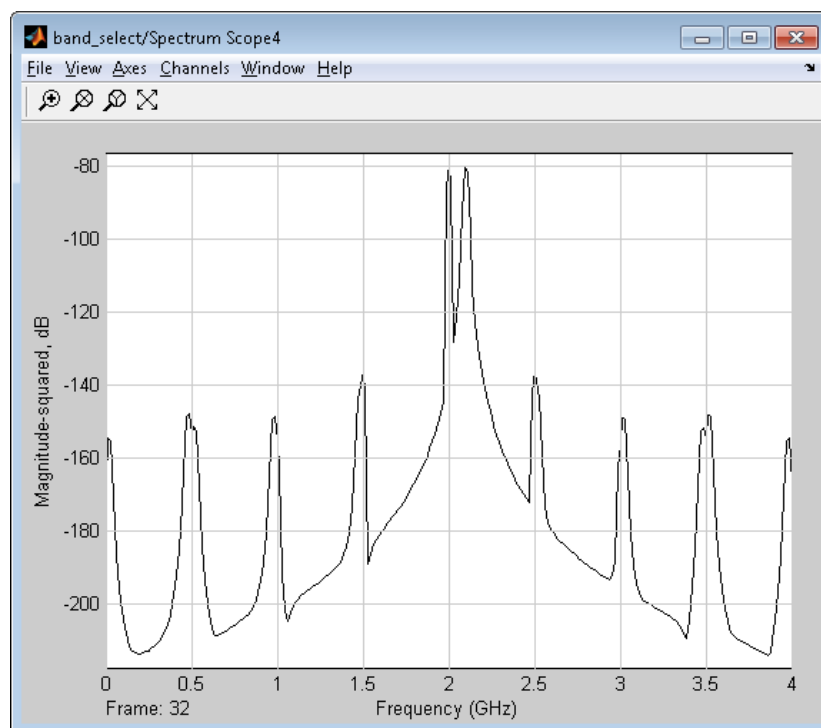 band_select/Spectrum Scope4
File View Axes Channels Window Help
-80
-100
-120
-140
-160
-180
-200
Magnitude-squared, dB
0 0.5 1 1.5 2 2.5 3 3.5 4
Frame: 32 Frequency (GHz)